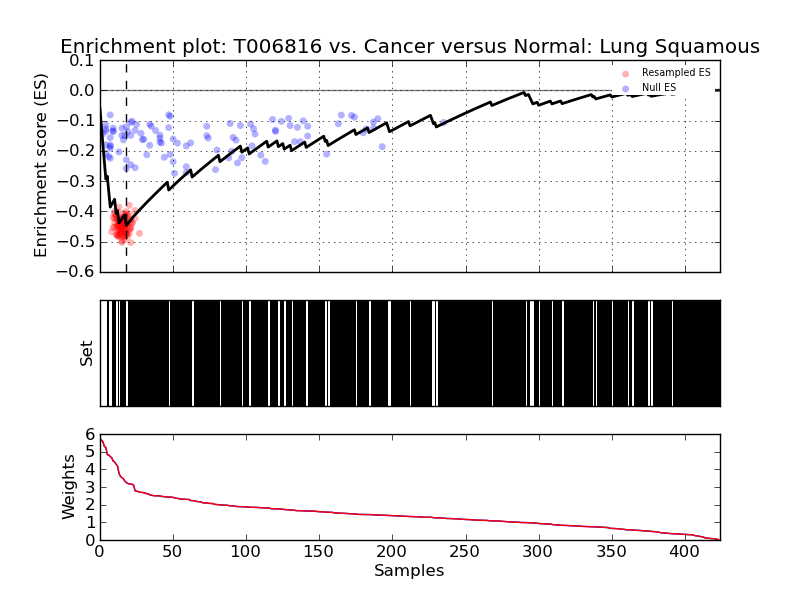 Enrichment plot: T006816 vs. Cancer versus Normal: Lung Squamous
Enrichment score (ES)
0.1
0.0
−0.1
−0.2
−0.3
−0.4
−0.5
−0.6
Resampled ES
Null ES
Set
Weights
6
5
4
3
2
1
0
0 50 100 150 200 250 300 350 400
Samples